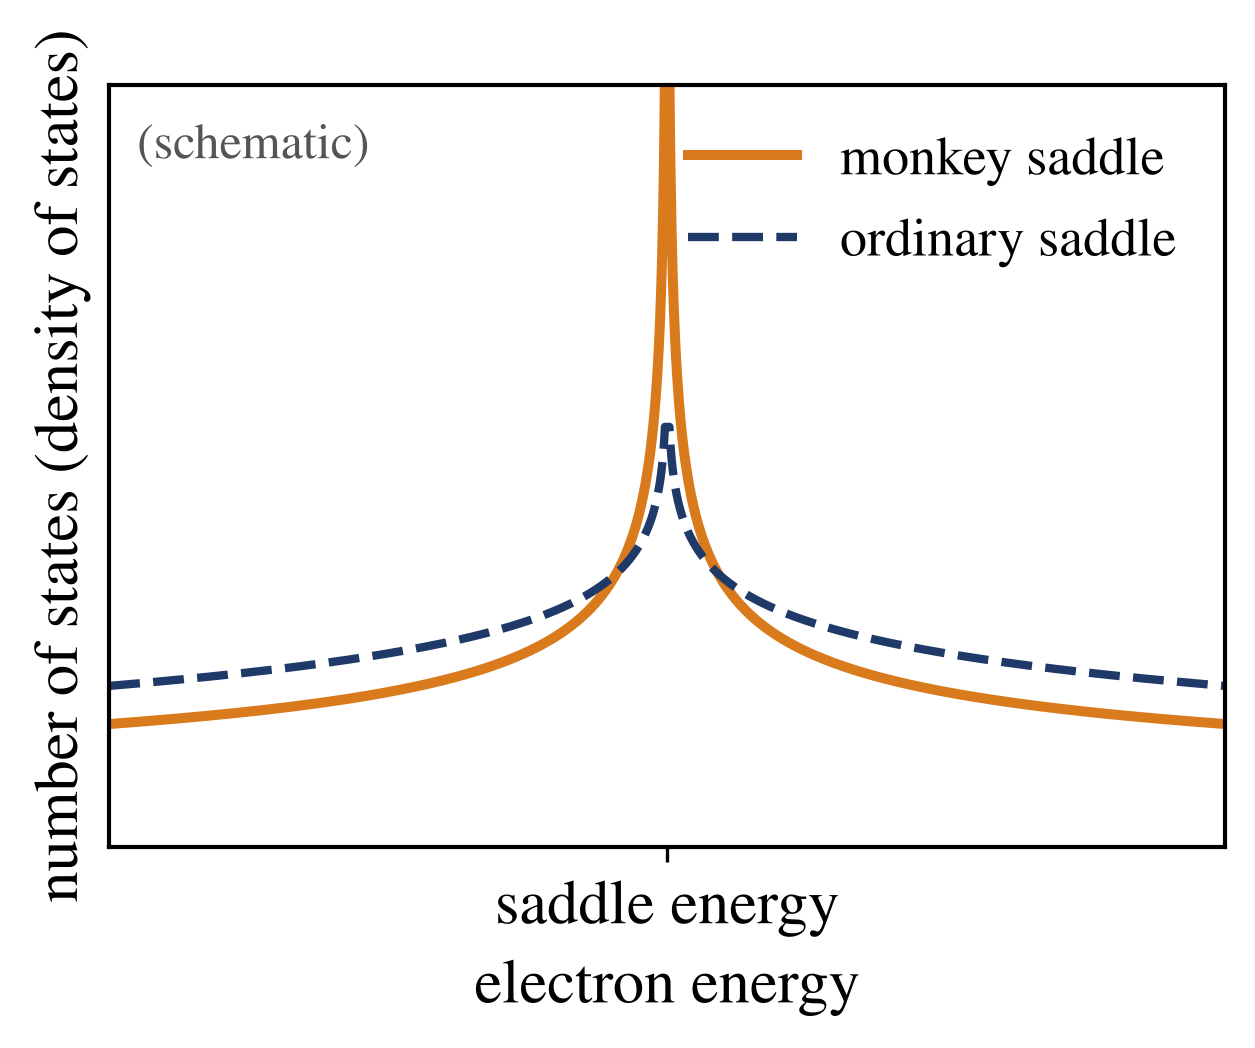 number of states (density of states)
(schematic)
monkey saddle
ordinary saddle
saddle energy
electron energy